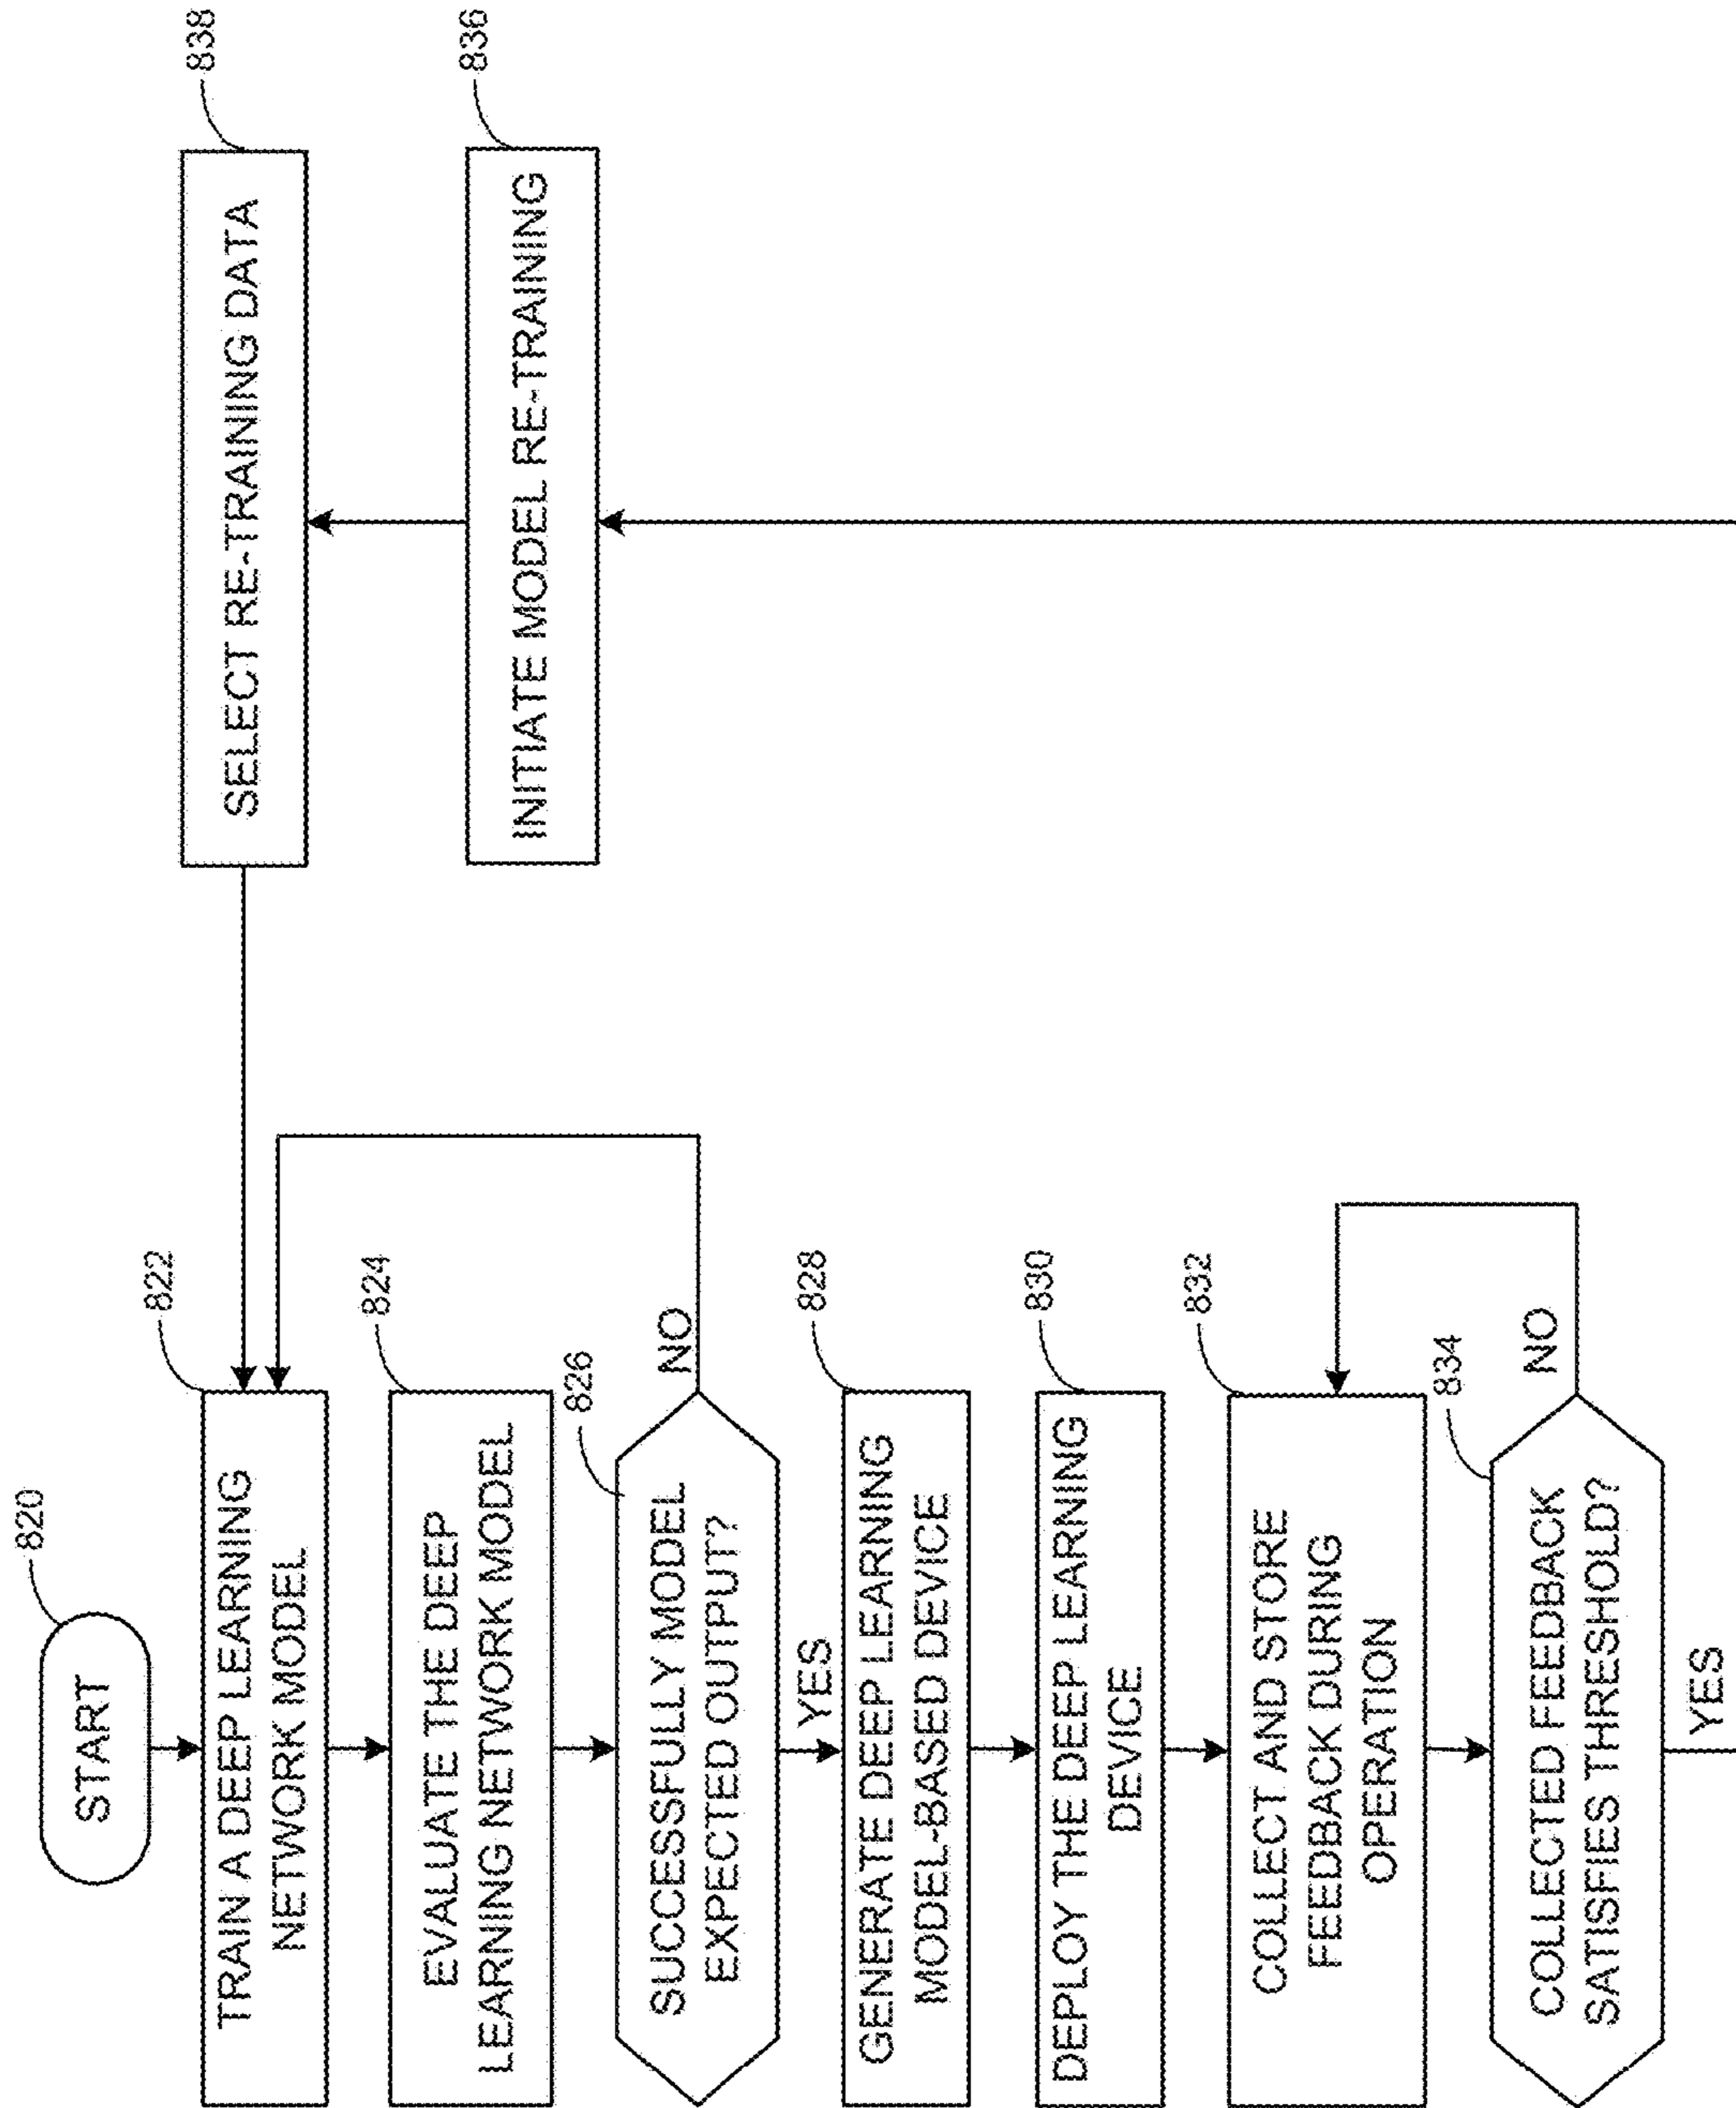 820
START
822
TRAIN A DEEP LEARNING
NETWORK MODEL
824
EVALUATE THE DEEP
LEARNING NETWORK MODEL
826
SUCCESSFULLY MODEL
EXPECTED OUTPUT?
NO
YES
828
GENERATE DEEP LEARNING
MODEL-BASED DEVICE
830
DEPLOY THE DEEP LEARNING
DEVICE
832
COLLECT AND STORE
FEEDBACK DURING
OPERATION
834
COLLECTED FEEDBACK
SATISFIES THRESHOLD?
NO
YES
836
INITIATE MODEL RE-TRAINING
838
SELECT RE-TRAINING DATA